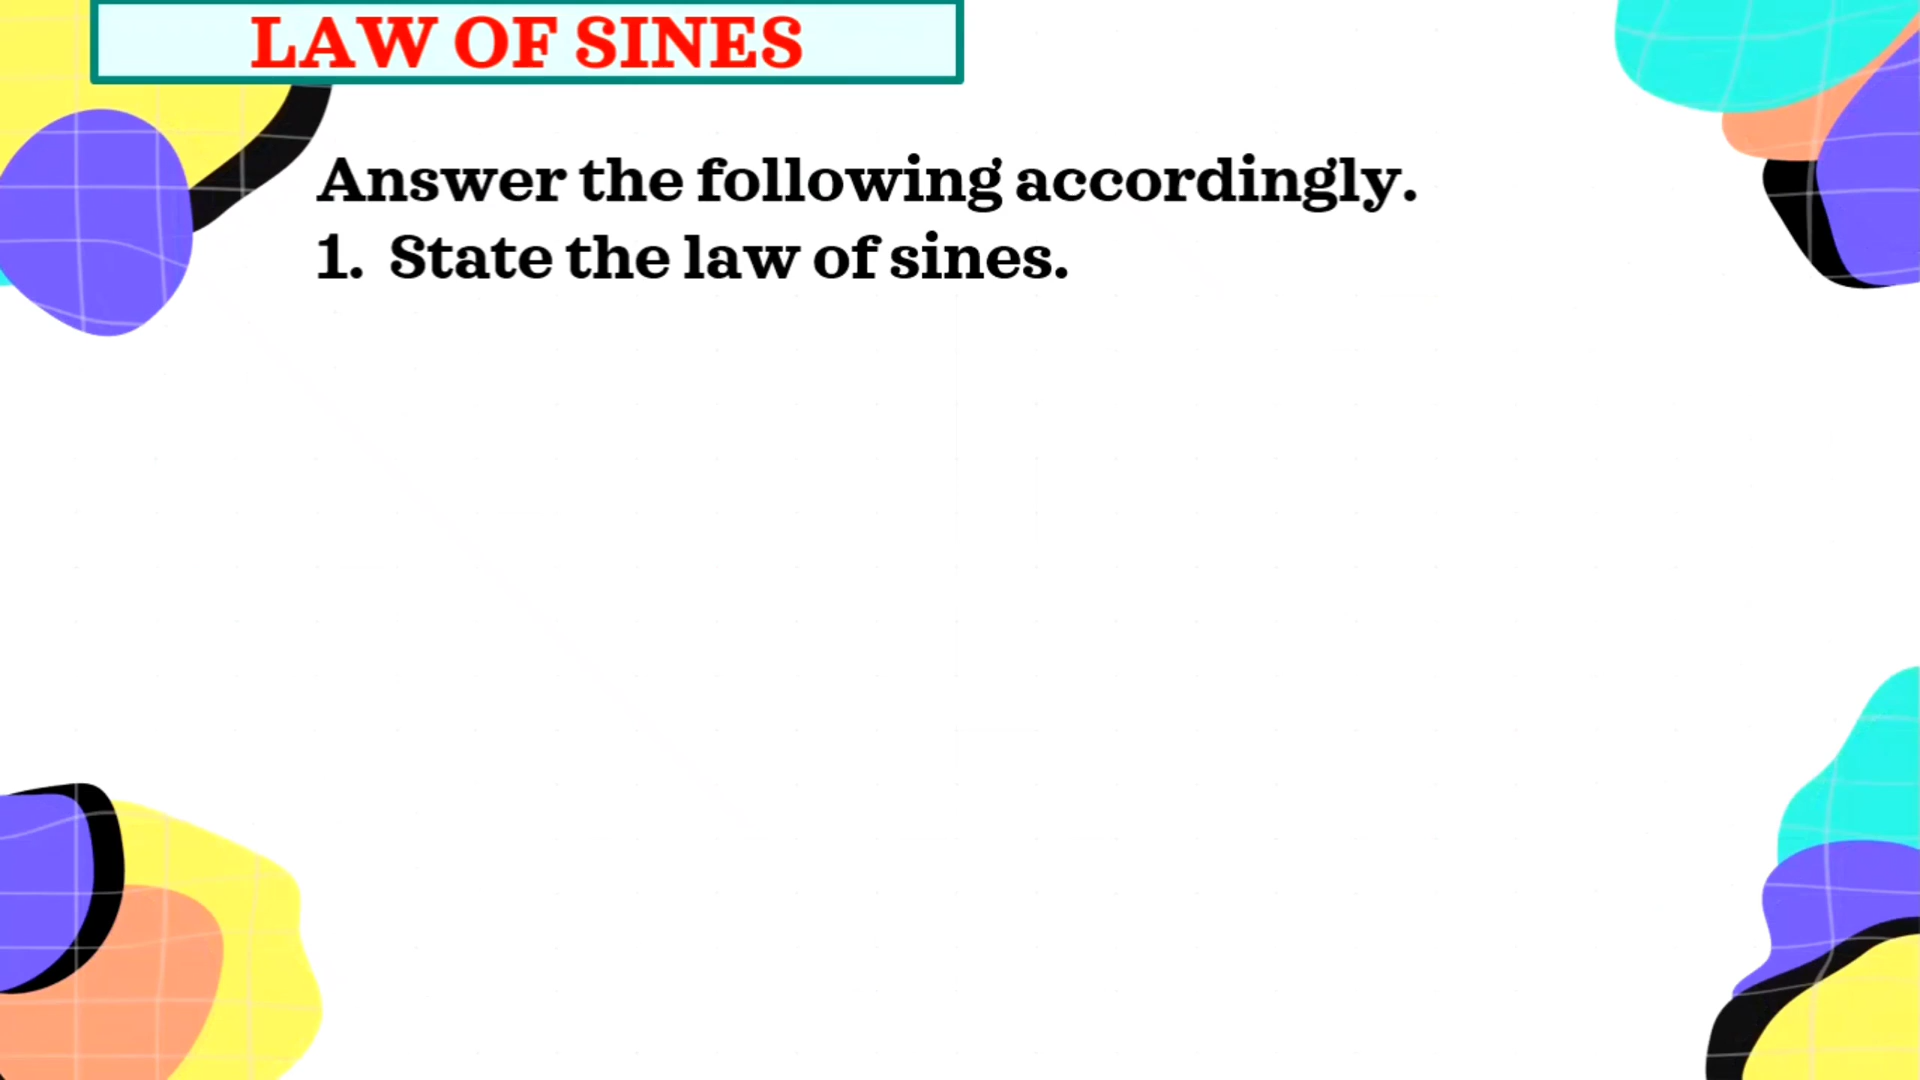 LAW OF SINES
Answer the following accordingly.
1. State the law of sines.